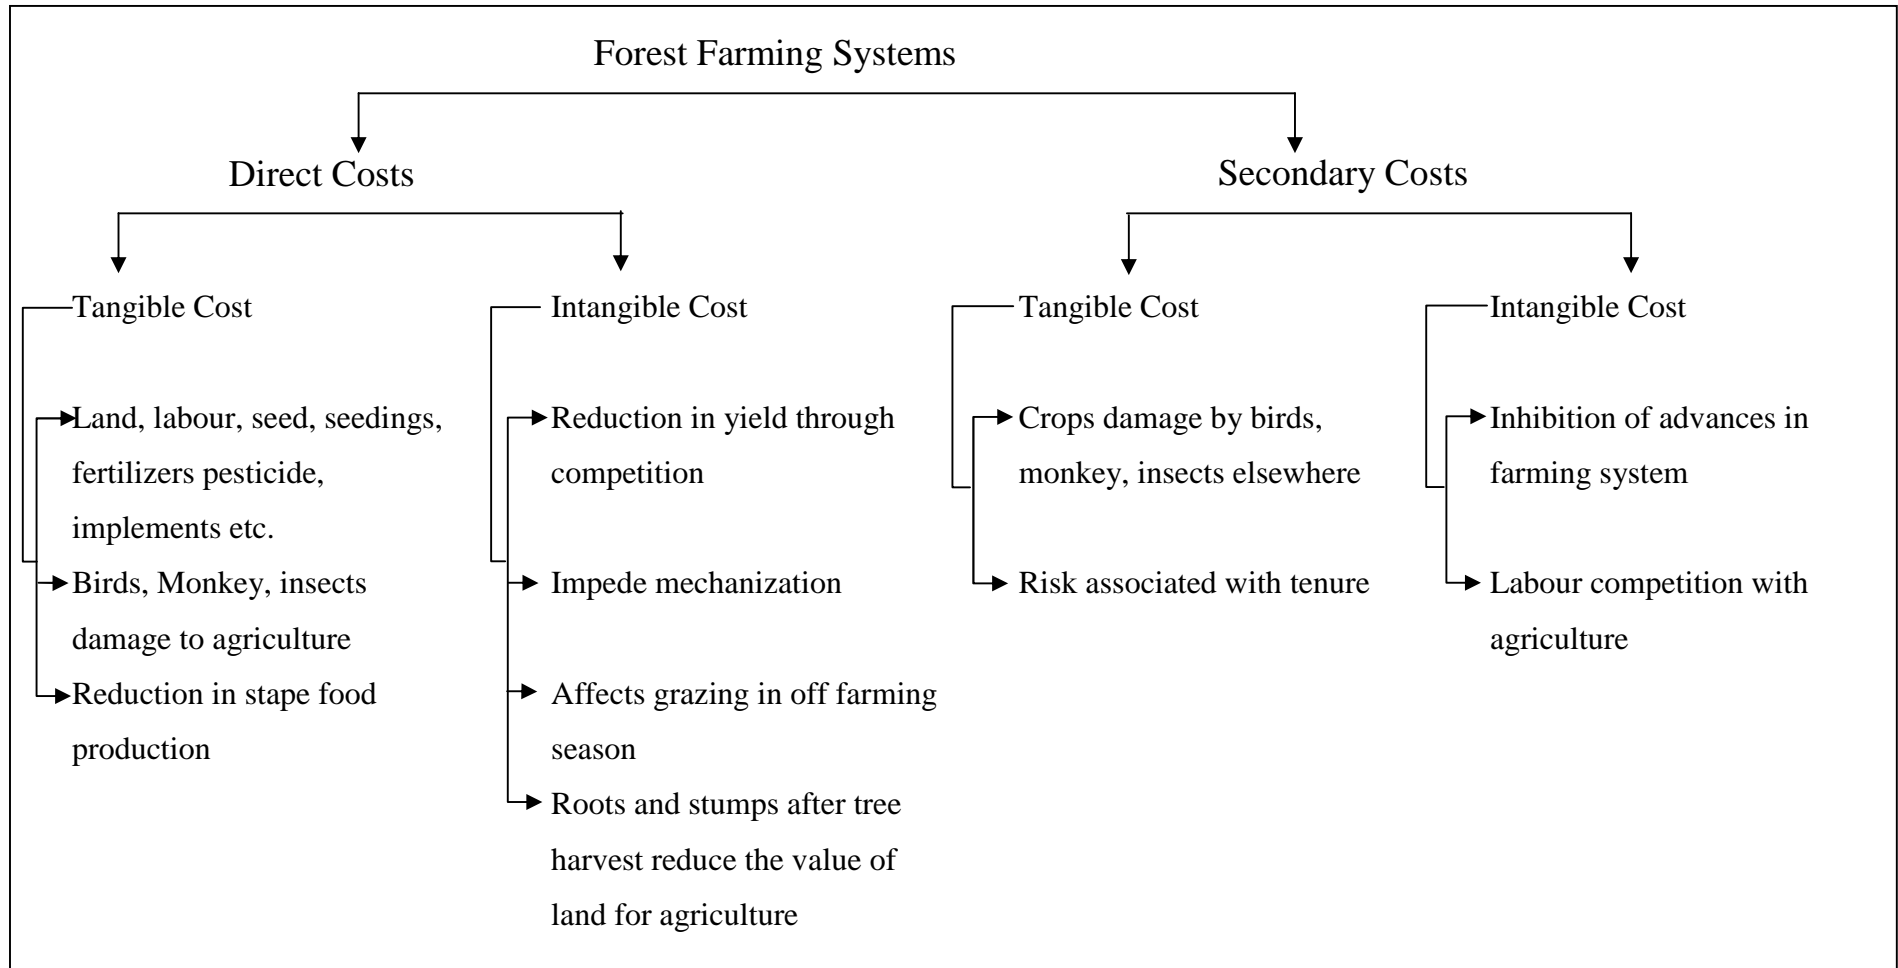 Forest Farming Systems
Direct Costs
Secondary Costs
Tangible Cost
Land, labour, seed, seedings,
fertilizers pesticide,
implements etc.
Birds, Monkey, insects
damage to agriculture
Reduction in stape food
production
Intangible Cost
Reduction in yield through
competition
Impede mechanization
Affects grazing in off farming
season
Roots and stumps after tree
harvest reduce the value of
land for agriculture
Tangible Cost
Crops damage by birds,
monkey, insects elsewhere
Risk associated with tenure
Intangible Cost
Inhibition of advances in
farming system
Labour competition with
agriculture